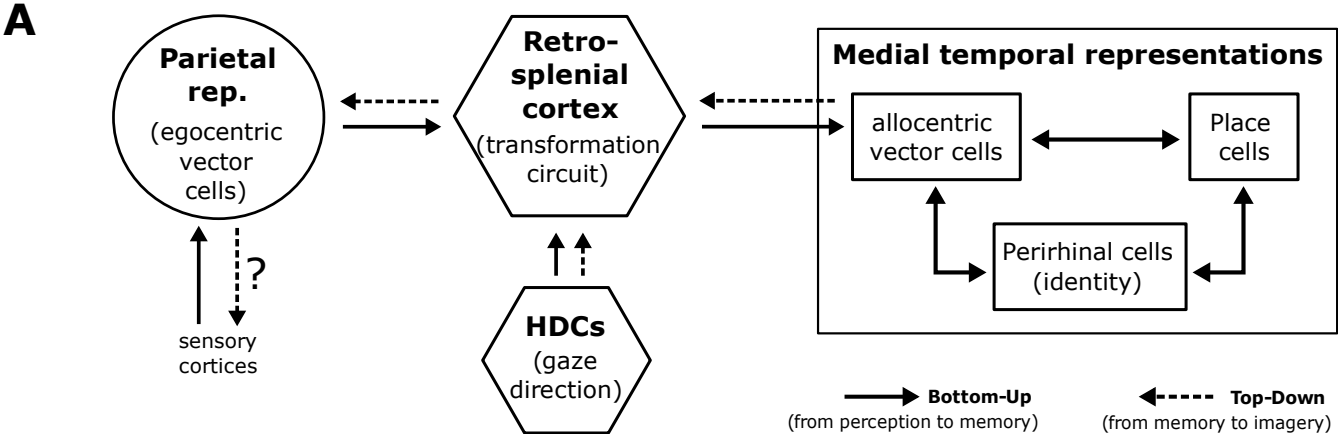 A
Parietal
rep.
(egocentric
vector
cells)
?
sensory
cortices
Retro-
splenial
cortex
(transformation
circuit)
HDCs
(gaze
direction)
Medial temporal representations
allocentric
vector cells
Place
cells
Perirhinal cells
(identity)
Bottom-Up
(from perception to memory)
Top-Down
(from memory to imagery)